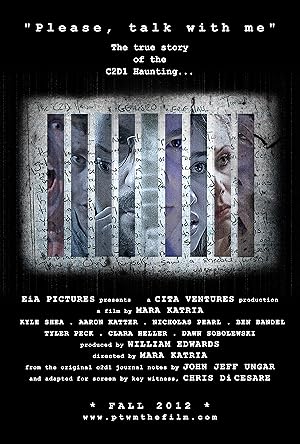 "Please, talk with me"
The true story
of the
C2D1 Haunting...
EiA PICTURES presents a CITA VENTURES production
a film by MARA KATRIA
KYLE SHEA . AARON KATTER . NICHOLAS PEARL . BEN BANDEL
TYLER PECK . CLARA HELLER . DAWN SOBOLEWSKI
produced by WILLIAM EDWARDS
directed by MARA KATRIA
from the original c2d1 journal notes by JOHN JEFF UNGAR
and adapted for screen by key witness, CHRIS DiCESARE
* FALL 2012 *
www.ptwmthefilm.com